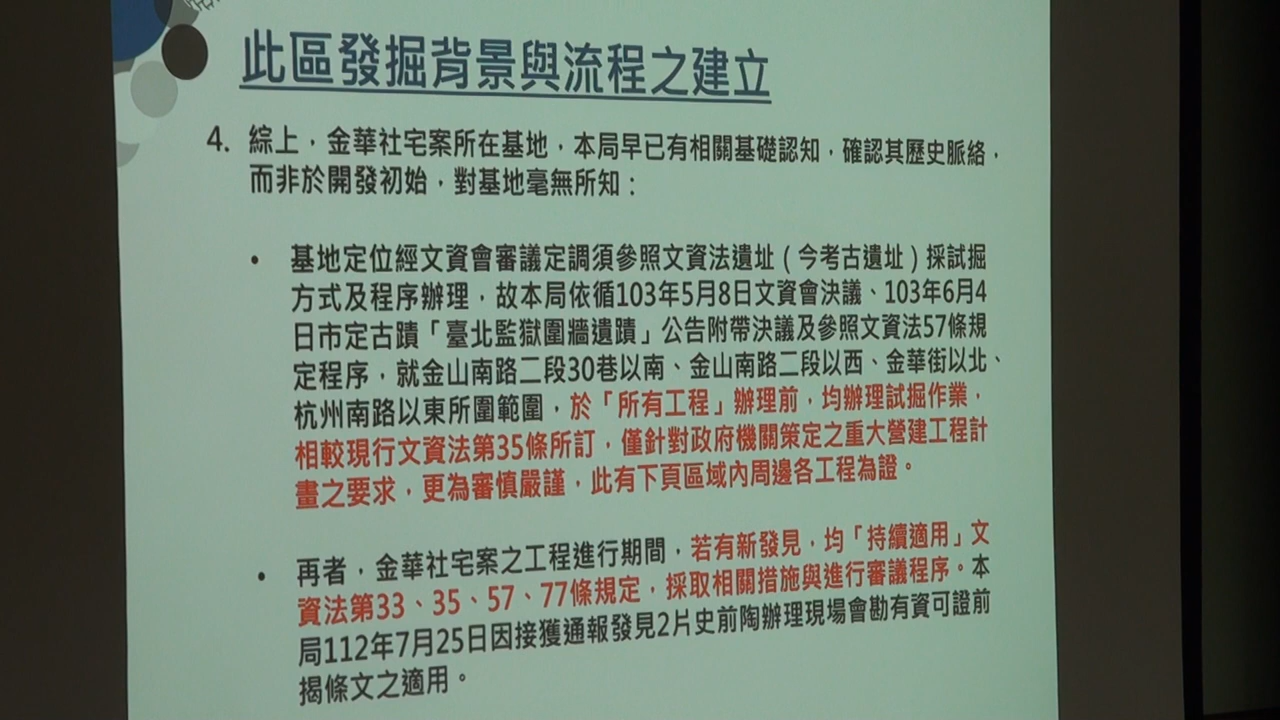 此區發掘背景與流程之建立
4. 綜上，金華社宅案所在基地，本局早已有相關基礎認知，確認其歷史脈絡，
而非於開發初始，對基地毫無所知：
• 基地定位經文資會審議定調須參照文資法遺址（今考古遺址）採試掘
方式及程序辦理，故本局依循103年5月8日文資會決議、103年6月4
日市定古蹟「臺北監獄圍牆遺蹟」公告附帶決議及參照文資法57條規
定程序，就金山南路二段30巷以南、金山南路二段以西、金華街以北、
杭州南路以東所圍範圍，於「所有工程」辦理前，均辦理試掘作業，
相較現行文資法第35條所訂，僅針對政府機關策定之重大營建工程計
畫之要求，更為審慎嚴謹，此有下頁區域內周邊各工程為證。
• 再者，金華社宅案之工程進行期間，若有新發見，均「持續適用」文
資法第33、35、57、77條規定，採取相關措施與進行審議程序。本
局112年7月25日因接獲通報發見2片史前陶辦理現場會勘有資可證前
揭條文之適用。